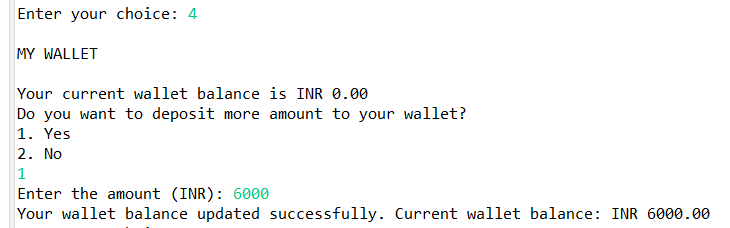 Enter your choice: 4
MY WALLET
Your current wallet balance is INR 0.00
Do you want to deposit more amount to your wallet?
1. Yes
2. No
1
Enter the amount (INR): 6000
Your wallet balance updated successfully. Current wallet balance: INR 6000.00